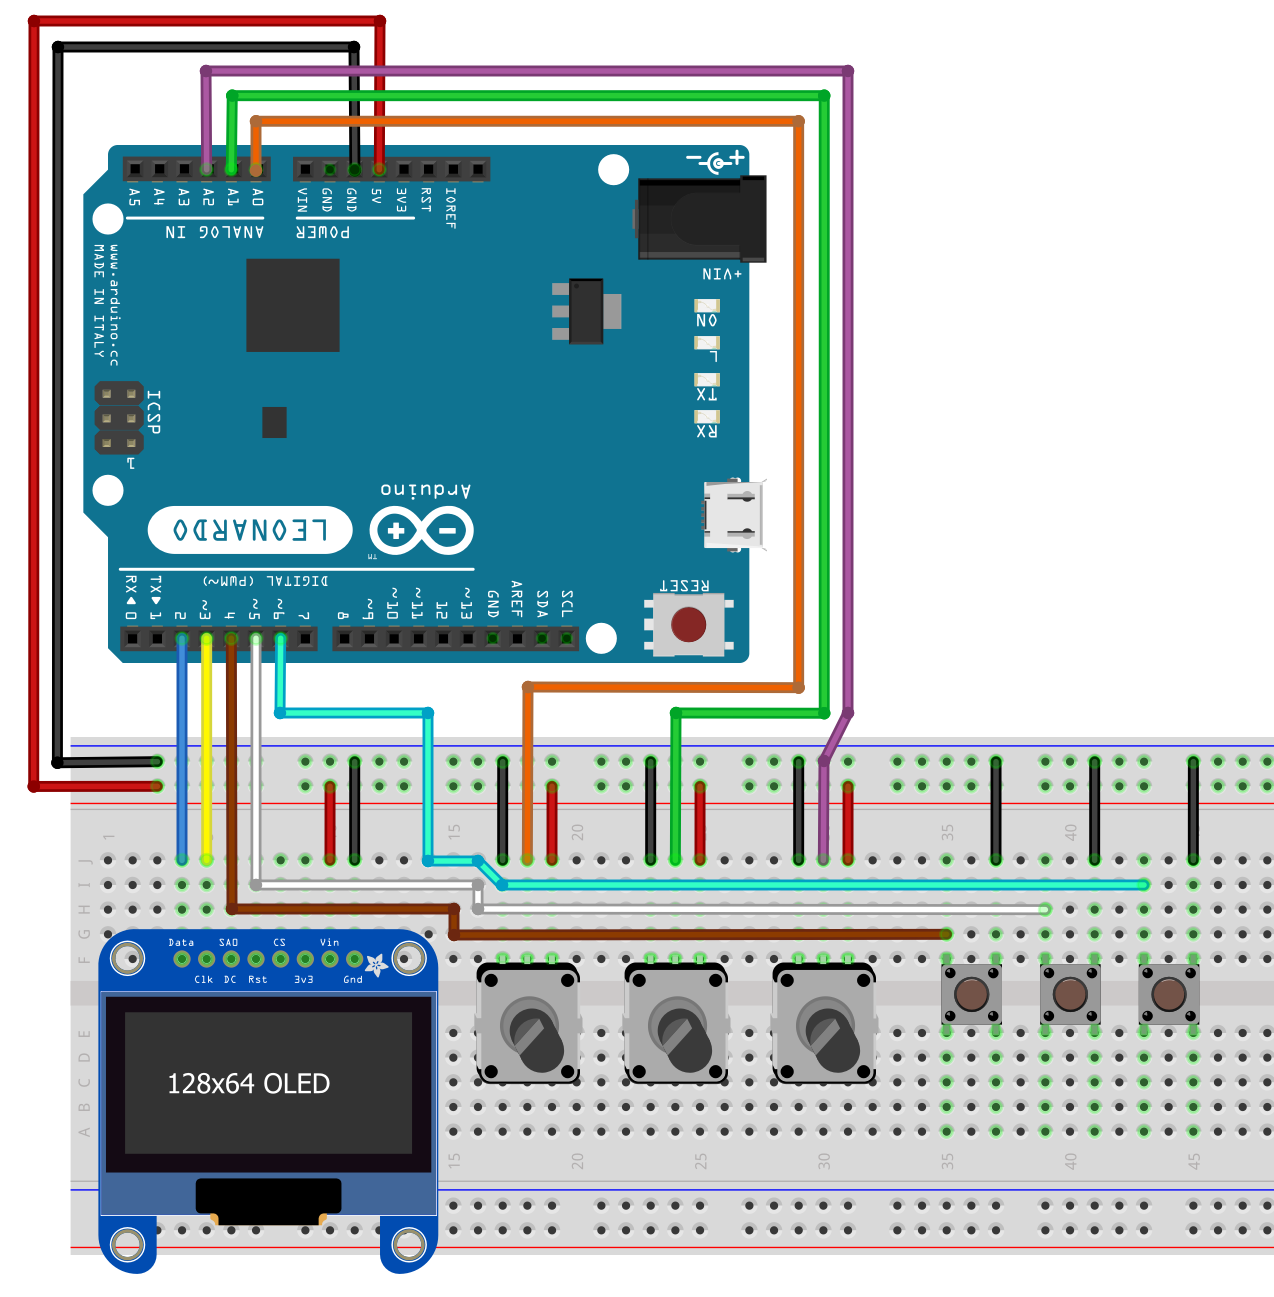 A5 A4 A3 A2 A1 A0 VIN GND GND 5V 3V3 RST IOREF
ANALOG IN POWER
- +
+VIN
www.arduino.cc
MADE IN ITALY
ON
L
TX
RX
ICSP
1
Arduino
LEONARDO
TM
DIGITAL (PWM~)
RESET
RX◀0 TX▶1 2 ~3 4 ~5 ~6 7 8 ~9 ~10 ~11 12 ~13 GND AREF SDA SCL
1 15 20 35 40
J
I
H
G
F
Data SA0 CS Vin
Clk DC Rst 3v3 Gnd
E
D
C
B
A
128x64 OLED
15 20 25 30 35 40 45